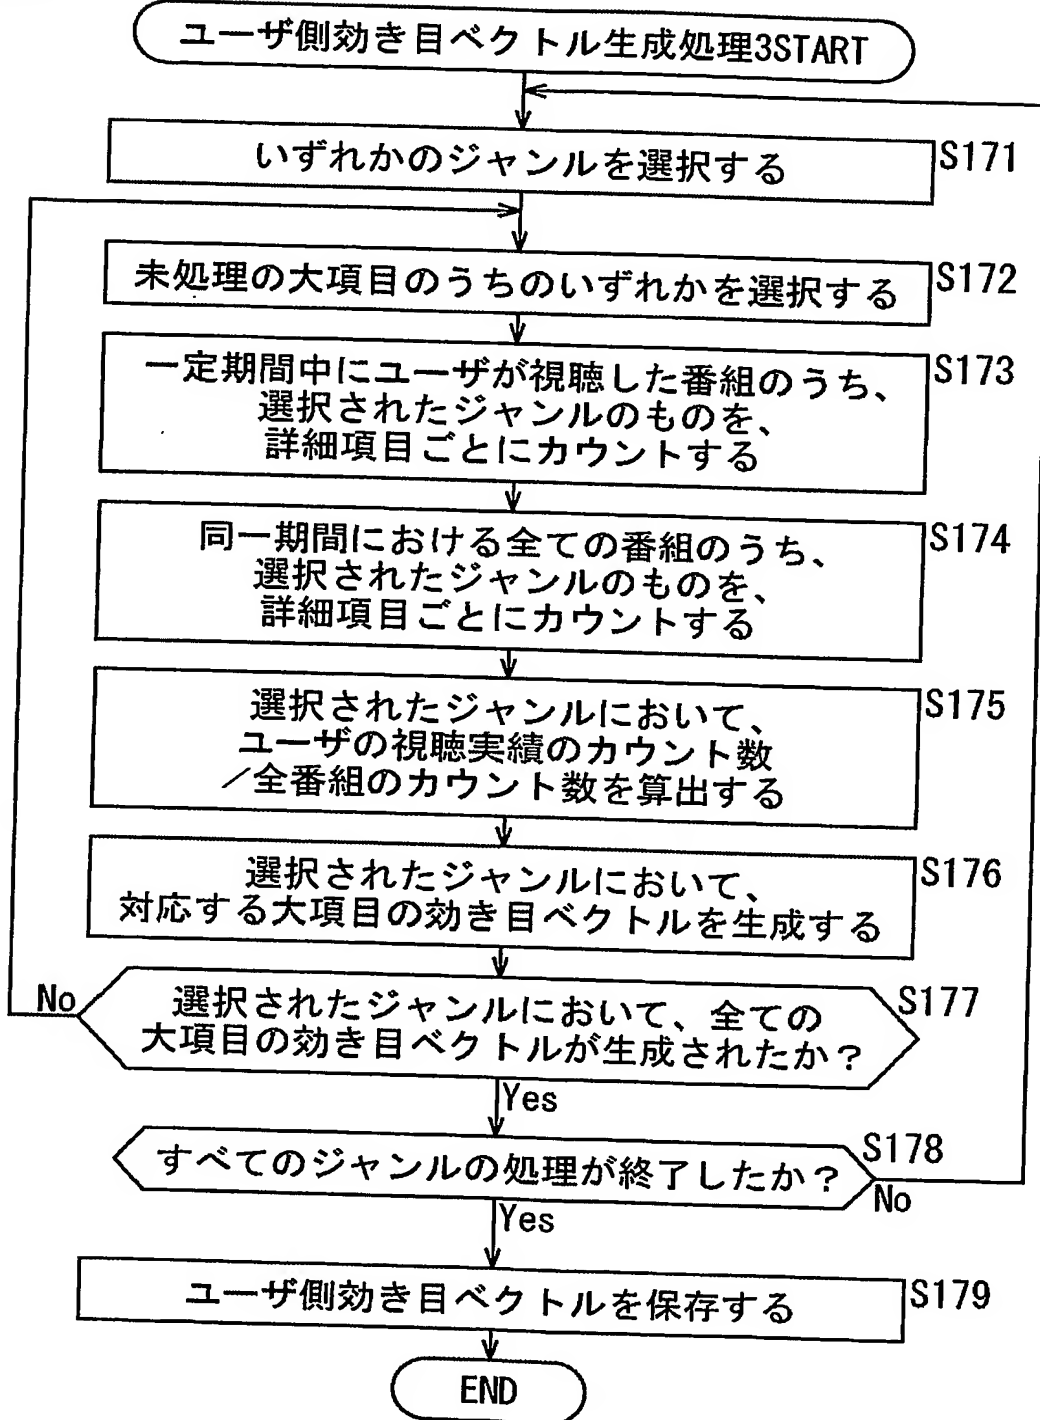 ユーザ側効き目ベクトル生成処理3START
いずれかのジャンルを選択する
S171
未処理の大項目のうちのいずれかを選択する
S172
一定期間中にユーザが視聴した番組のうち、
選択されたジャンルのものを、
詳細項目ごとにカウントする
S173
同一期間における全ての番組のうち、
選択されたジャンルのものを、
詳細項目ごとにカウントする
S174
選択されたジャンルにおいて、
ユーザの視聴実績のカウント数
／全番組のカウント数を算出する
S175
選択されたジャンルにおいて、
対応する大項目の効き目ベクトルを生成する
S176
No
選択されたジャンルにおいて、全ての
大項目の効き目ベクトルが生成されたか？
S177
Yes
すべてのジャンルの処理が終了したか？
S178
No
Yes
ユーザ側効き目ベクトルを保存する
S179
END